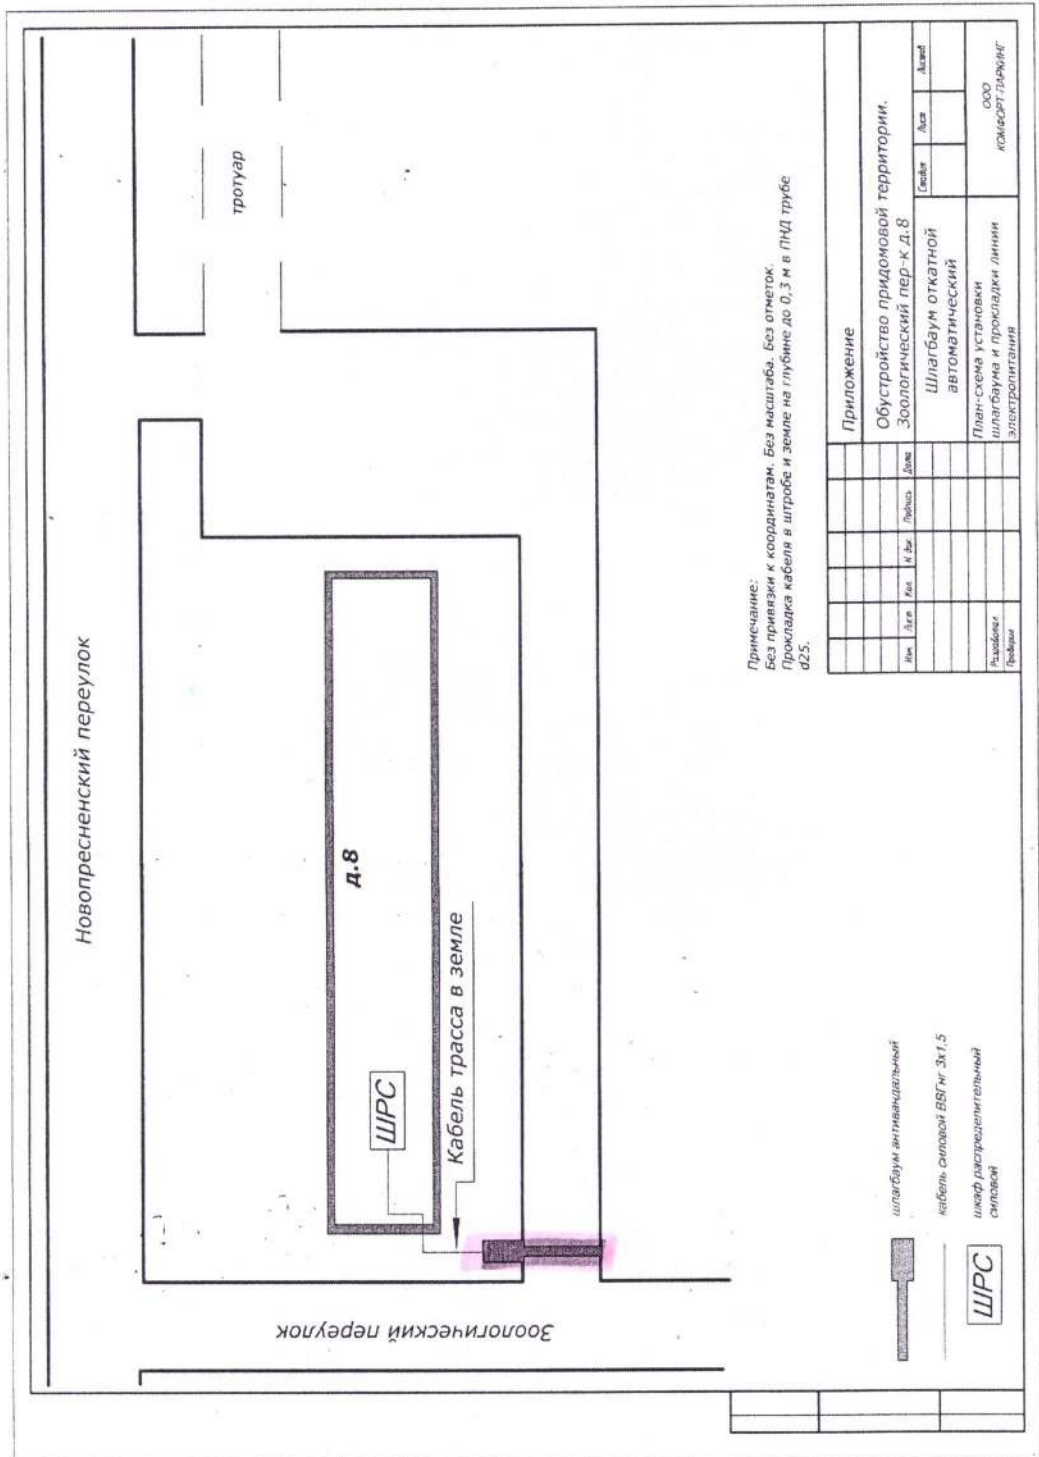 Новопресненский переулок
тротуар
д.8
ШРС
Кабель трасса в земле
Зоологический переулок
Примечание:
Без привязки к координатам. Без масштаба. Без отметок.
Прокладка кабеля в штробе и земле на глубине до 0,3 м в ПНД трубе
d25.
шлагбаум антивандальный
кабель силовой ВВГнг 3х1,5
ШРС
шкаф распределительный
силовой
Приложение
Обустройство придомовой территории.
Зоологический пер-к д.8
Изм. Лист Кол. N док. Подпись Дата
Шлагбаум откатной
автоматический
Стадия Лист Листов
Разработал
Проверил
План-схема установки
шлагбаума и прокладки линии
электропитания
ООО
КОМФОРТ-ПАРКИНГ